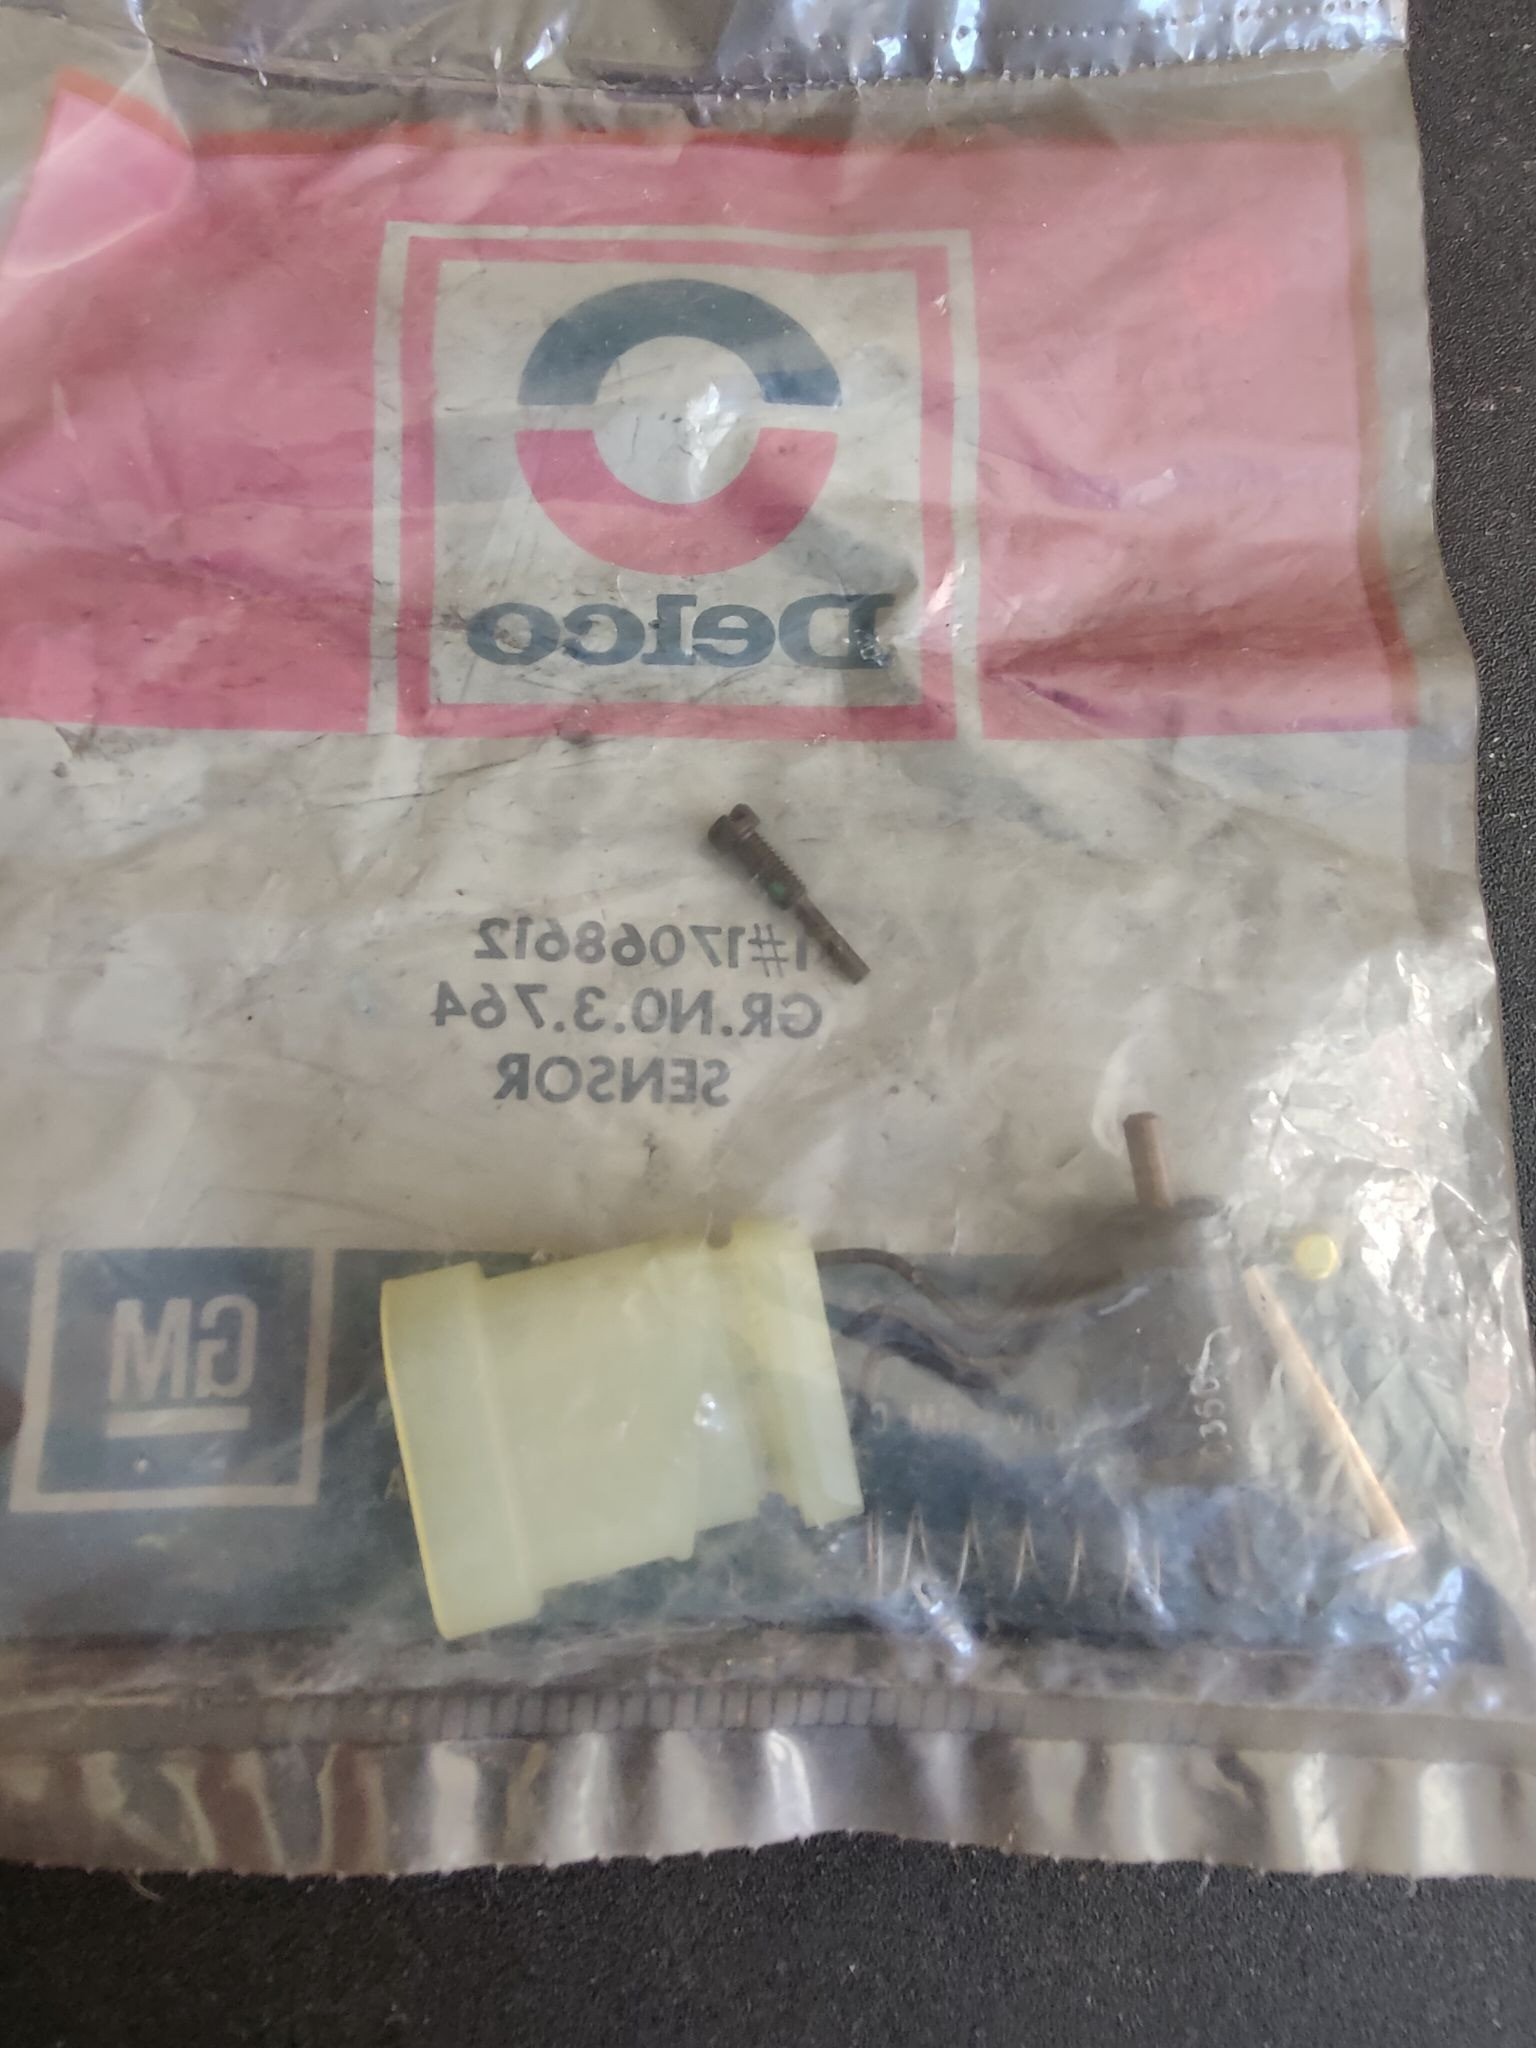 Delco
1#17068612
GR.NO.3.764
SENSOR
GM